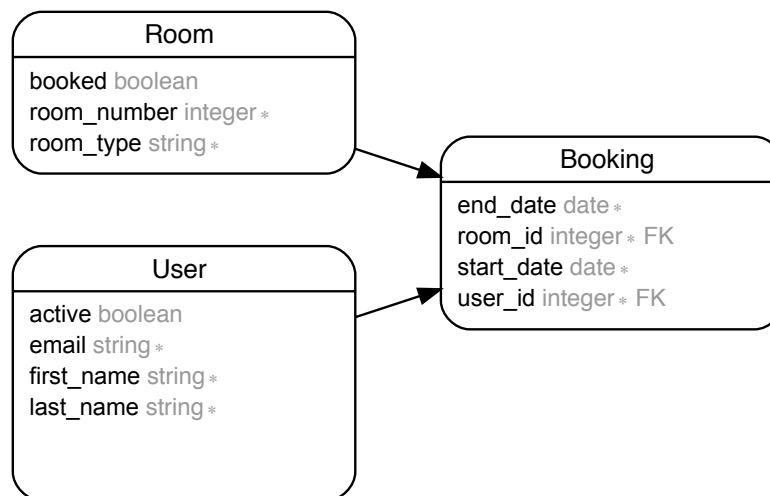 Room
booked boolean
room_number integer *
room_type string *
Booking
end_date date *
room_id integer * FK
start_date date *
user_id integer * FK
User
active boolean
email string *
first_name string *
last_name string *